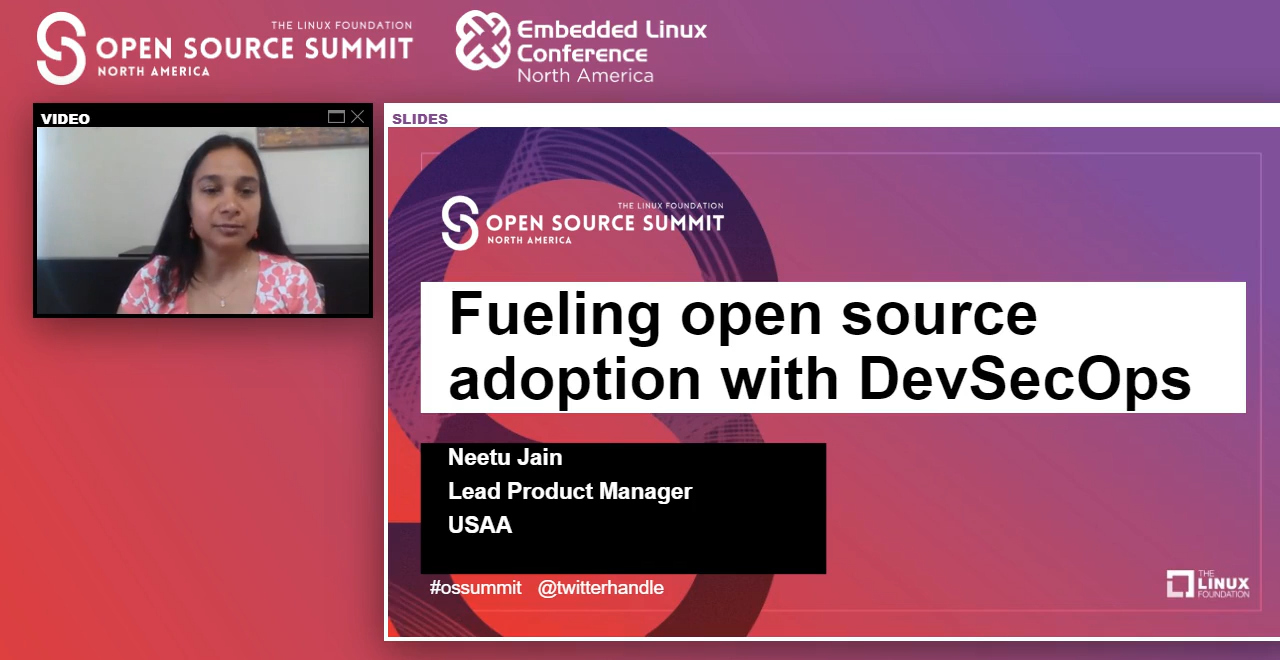 THE LINUX FOUNDATION
OPEN SOURCE SUMMIT
NORTH AMERICA
Embedded Linux
Conference
North America
VIDEO
SLIDES
THE LINUX FOUNDATION
OPEN SOURCE SUMMIT
NORTH AMERICA
Fueling open source
adoption with DevSecOps
Neetu Jain
Lead Product Manager
USAA
#ossummit @twitterhandle
THE
LINUX
FOUNDATION